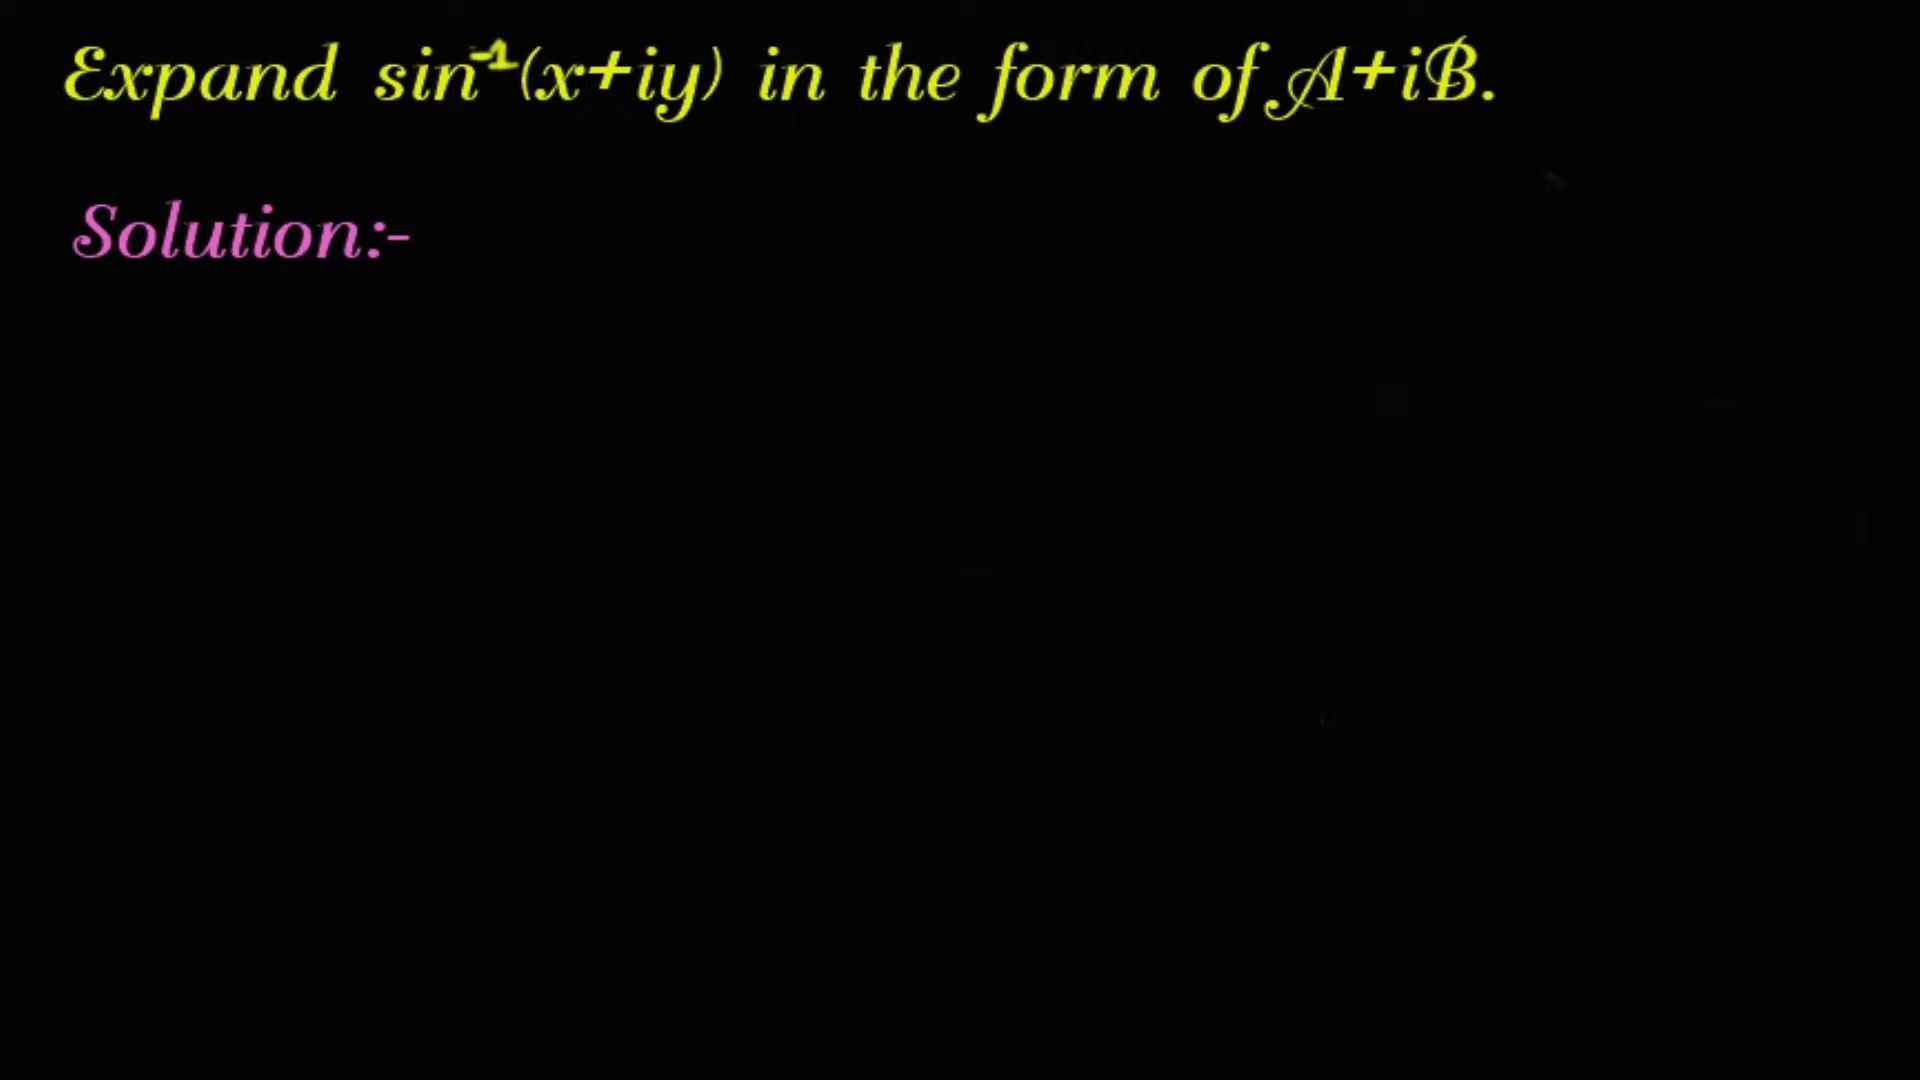 Expand sin⁻¹(x+iy) in the form of A+iB.
Solution:-